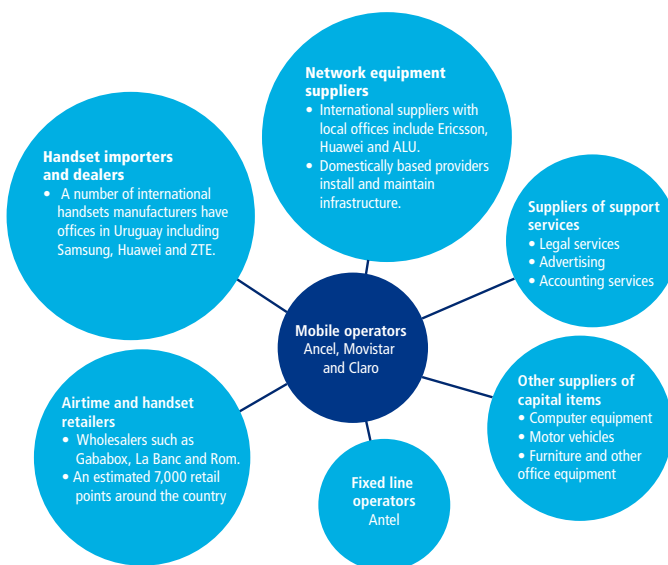 Network equipment
suppliers
• International suppliers with
local offices include Ericsson,
Huawei and ALU.
• Domestically based providers
install and maintain
infrastructure.
Handset importers
and dealers
• A number of international
handsets manufacturers have
offices in Uruguay including
Samsung, Huawei and ZTE.
Suppliers of support
services
• Legal services
• Advertising
• Accounting services
Mobile operators
Ancel, Movistar
and Claro
Airtime and handset
retailers
• Wholesalers such as
Gababox, La Banc and Rom.
• An estimated 7,000 retail
points around the country
Other suppliers of
capital items
• Computer equipment
• Motor vehicles
• Furniture and other
office equipment
Fixed line
operators
Antel